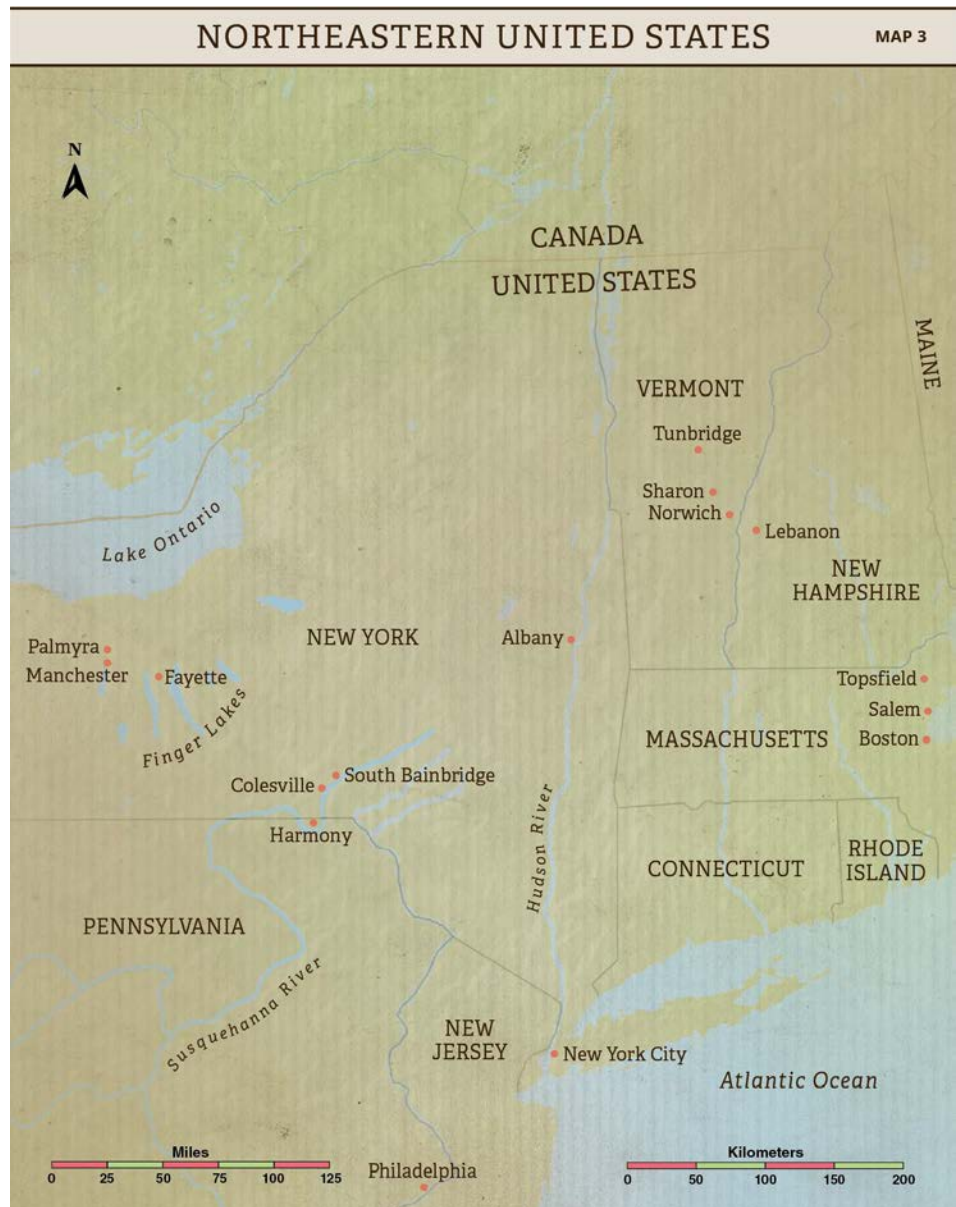 NORTHEASTERN UNITED STATES
MAP 3
N
CANADA
UNITED STATES
MAINE
VERMONT
Tunbridge
Sharon
Norwich
Lebanon
Lake Ontario
NEW
HAMPSHIRE
NEW YORK
Albany
Palmyra
Manchester
Fayette
Finger Lakes
Topsfield
Salem
MASSACHUSETTS
Boston
South Bainbridge
Colesville
Harmony
Hudson River
CONNECTICUT
RHODE
ISLAND
PENNSYLVANIA
Susquehanna River
NEW
JERSEY
New York City
Atlantic Ocean
Miles
0 25 50 75 100 125
Philadelphia
Kilometers
0 50 100 150 200